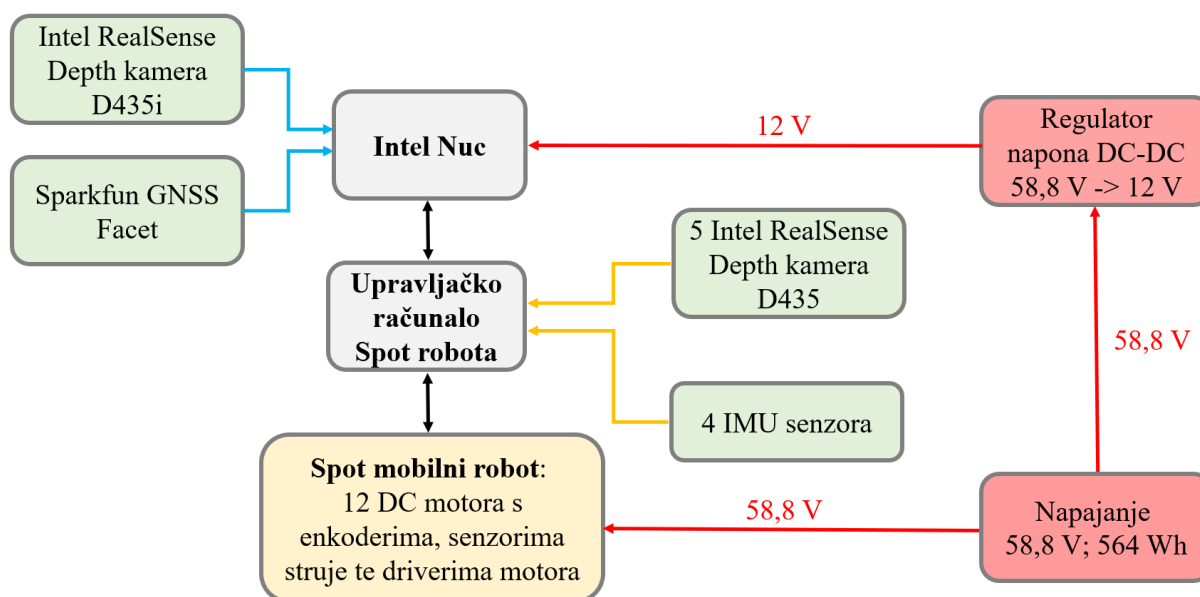 Intel RealSense
Depth kamera
D435i
Sparkfun GNSS
Facet
Intel Nuc
12 V
Regulator
napona DC-DC
58,8 V -> 12 V
Upravljačko
računalo
Spot robota
5 Intel RealSense
Depth kamera
D435
58,8 V
4 IMU senzora
Spot mobilni robot:
12 DC motora s
enkoderima, senzorima
struje te driverima motora
58,8 V
Napajanje
58,8 V; 564 Wh